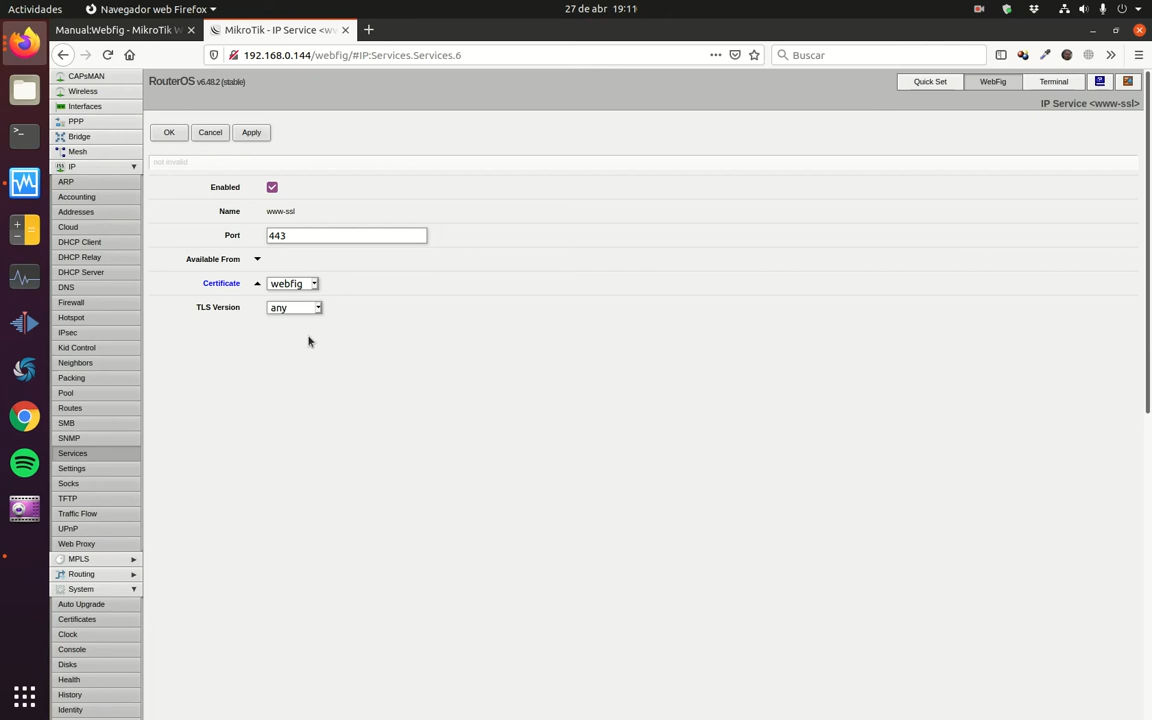 Actividades
Navegador web Firefox
27 de abr 19:11
Manual:Webfig - MikroTik W
MikroTik - IP Service <ww
192.168.0.144/webfig/#IP:Services.Services.6
Buscar
CAPsMAN
Wireless
Interfaces
PPP
Bridge
Mesh
IP
ARP
Accounting
Addresses
Cloud
DHCP Client
DHCP Relay
DHCP Server
DNS
Firewall
Hotspot
IPsec
Kid Control
Neighbors
Packing
Pool
Routes
SMB
SNMP
Services
Settings
Socks
TFTP
Traffic Flow
UPnP
Web Proxy
MPLS
Routing
System
Auto Upgrade
Certificates
Clock
Console
Disks
Health
History
Identity
RouterOS v6.48.2 (stable)
Quick Set
WebFig
Terminal
IP Service <www-ssl>
OK
Cancel
Apply
not invalid
Enabled
Name www-ssl
Port 443
Available From
Certificate webfig
TLS Version any